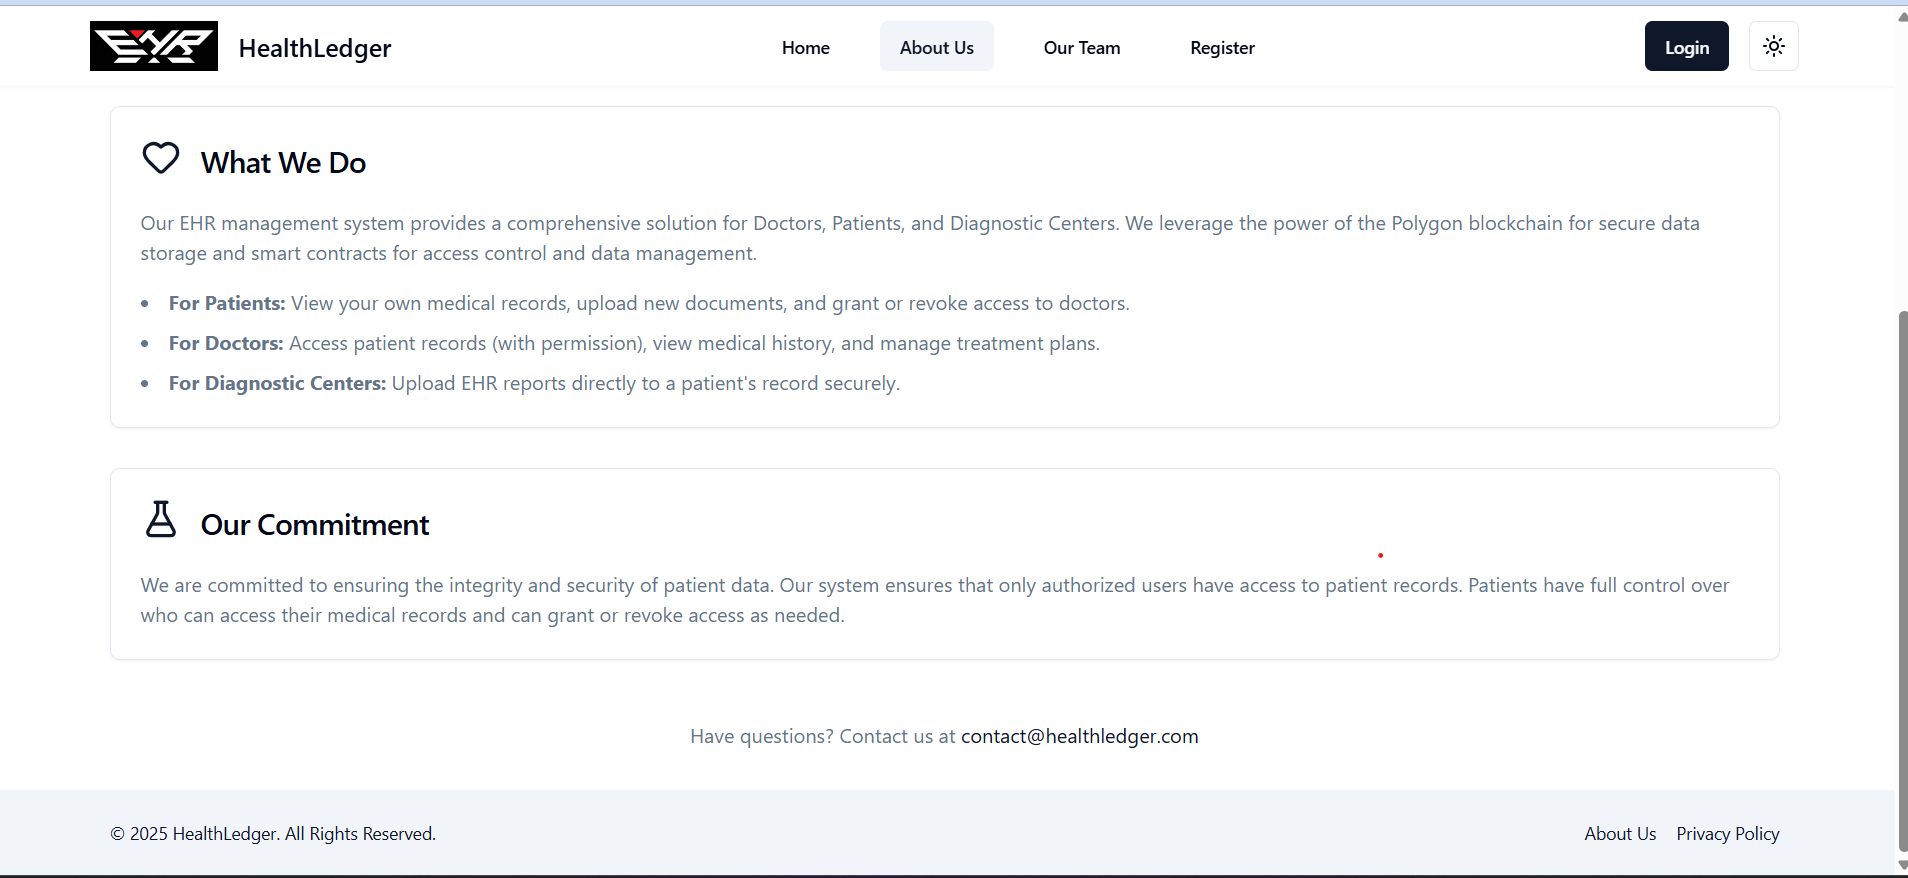 HealthLedger
Home
About Us
Our Team
Register
Login
What We Do
Our EHR management system provides a comprehensive solution for Doctors, Patients, and Diagnostic Centers. We leverage the power of the Polygon blockchain for secure data
storage and smart contracts for access control and data management.
• For Patients: View your own medical records, upload new documents, and grant or revoke access to doctors.
• For Doctors: Access patient records (with permission), view medical history, and manage treatment plans.
• For Diagnostic Centers: Upload EHR reports directly to a patient's record securely.
Our Commitment
We are committed to ensuring the integrity and security of patient data. Our system ensures that only authorized users have access to patient records. Patients have full control over
who can access their medical records and can grant or revoke access as needed.
Have questions? Contact us at contact@healthledger.com
© 2025 HealthLedger. All Rights Reserved.
About Us
Privacy Policy